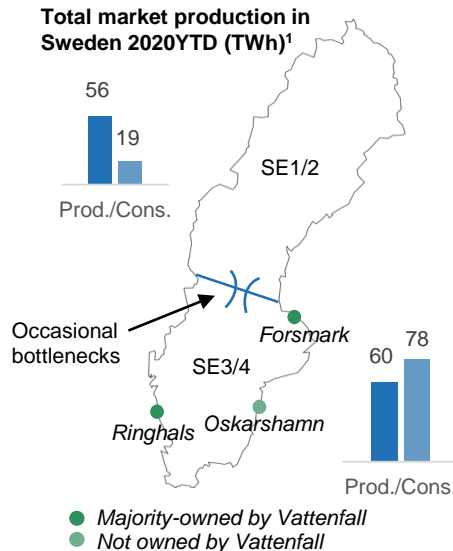 Total market production in
Sweden 2020YTD (TWh)¹
56
19
Prod./Cons.
SE1/2
Occasional
bottlenecks
Forsmark
SE3/4
60
78
Ringhals
Oskarshamn
Prod./Cons.
Majority-owned by Vattenfall
Not owned by Vattenfall